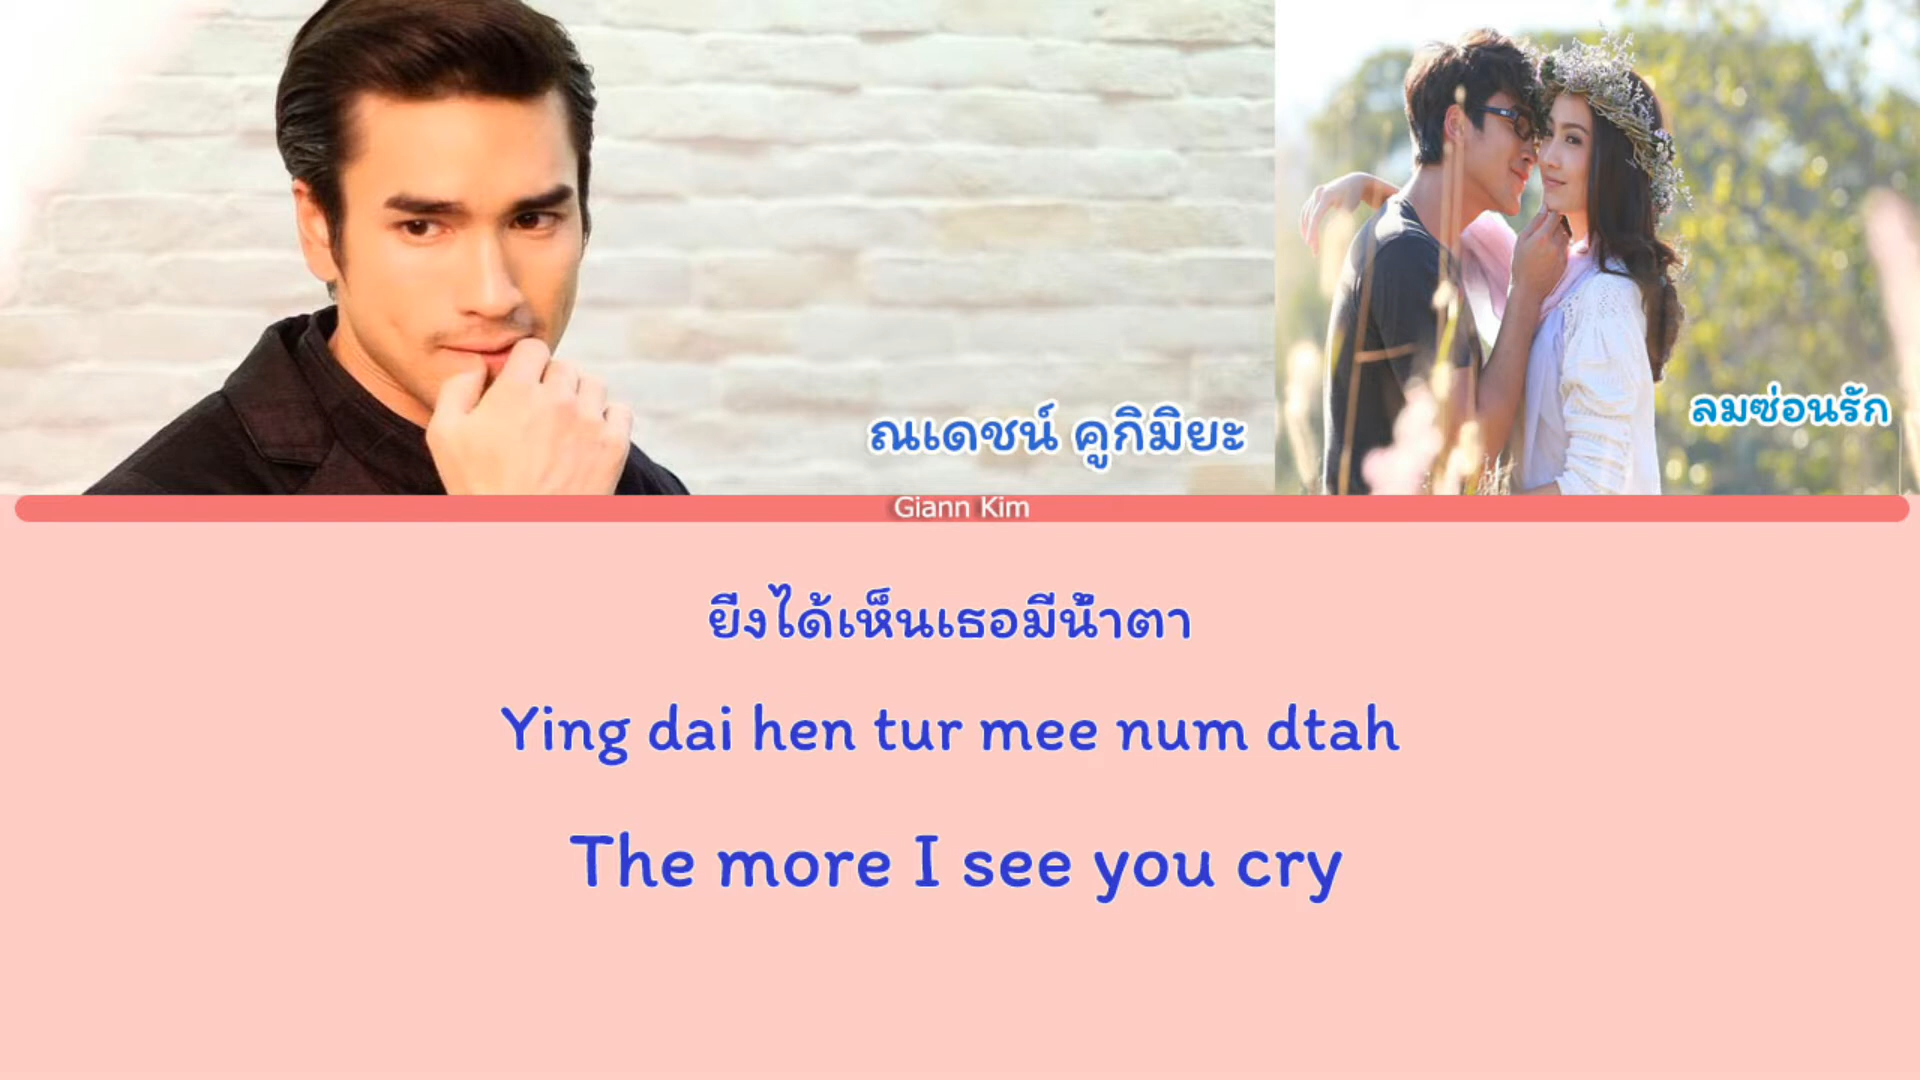 ณเดชน์ คูกิมิยะ
ลมซ่อนรัก
Giann Kim
ยิ่งได้เห็นเธอมีน้ำตา
Ying dai hen tur mee num dtah
The more I see you cry